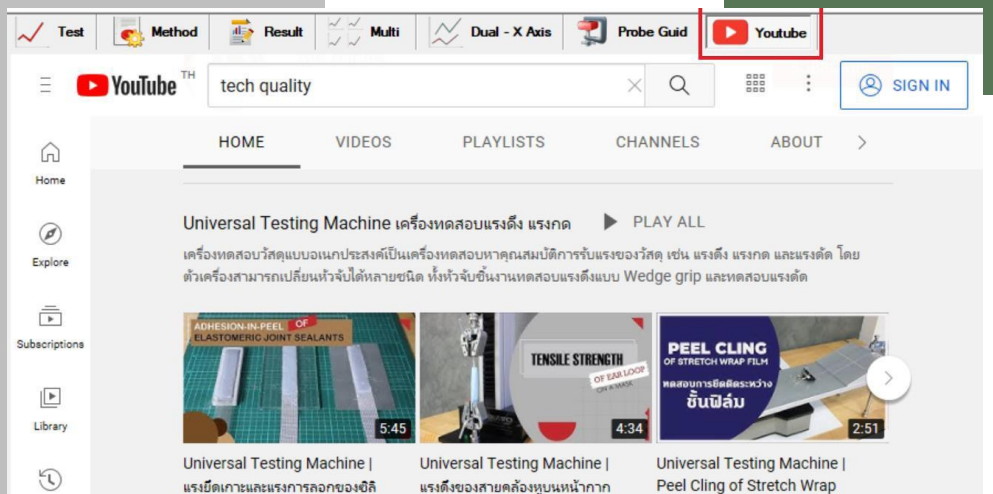 Test Method Result Multi Dual - X Axis Probe Guid Youtube
YouTube TH tech quality SIGN IN
HOME VIDEOS PLAYLISTS CHANNELS ABOUT
Home
Universal Testing Machine เครื่องทดสอบแรงดึง แรงกด PLAY ALL
เครื่องทดสอบวัสดุแบบอเนกประสงค์เป็นเครื่องทดสอบหาคุณสมบัติการรับแรงของวัสดุ เช่น แรงดึง แรงกด และแรงดัด โดย
Explore
ตัวเครื่องสามารถเปลี่ยนหัวจับได้หลายชนิด ทั้งหัวจับชิ้นงานทดสอบแรงดึงแบบ Wedge grip และทดสอบแรงดัด
Subscriptions
ADHESION-IN-PEEL OF
ELASTOMERIC JOINT SEALANTS
5:45
TENSILE STRENGTH
OF EAR LOOP
ON A MASK
4:34
PEEL CLING
OF STRETCH WRAP FILM
ทดสอบการยึดติดระหว่าง
ชั้นฟิล์ม
2:51
Library
Universal Testing Machine |
แรงยึดเกาะและแรงการลอกของซิลิ
Universal Testing Machine |
แรงดึงของสายคล้องหูบนหน้ากาก
Universal Testing Machine |
Peel Cling of Stretch Wrap